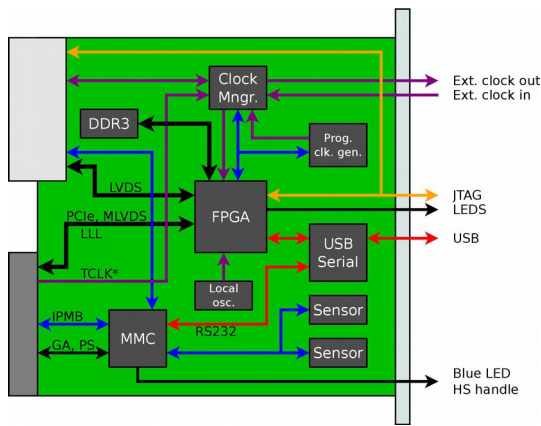 Clock
Mngr.
Ext. clock out
Ext. clock in
DDR3
Prog.
clk. gen.
LVDS
JTAG
LEDS
FPGA
PCIe, MLVDS
LLL
USB
Serial
USB
TCLK*
Local
osc.
IPMB
Sensor
RS232
MMC
GA, PS
Sensor
Blue LED
HS handle